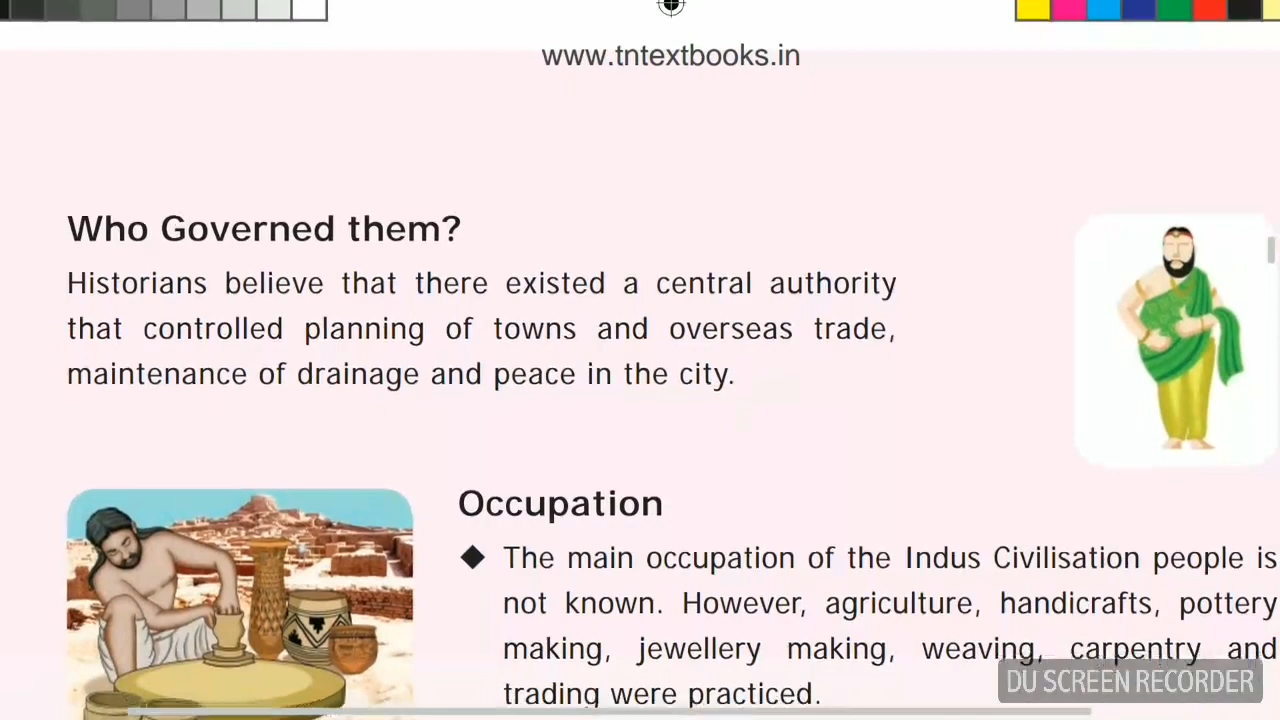 www.tntextbooks.in
Who Governed them?
Historians believe that there existed a central authority
that controlled planning of towns and overseas trade,
maintenance of drainage and peace in the city.
Occupation
◆ The main occupation of the Indus Civilisation people is
not known. However, agriculture, handicrafts, pottery
making, jewellery making, weaving, carpentry and
trading were practiced.
DU SCREEN RECORDER